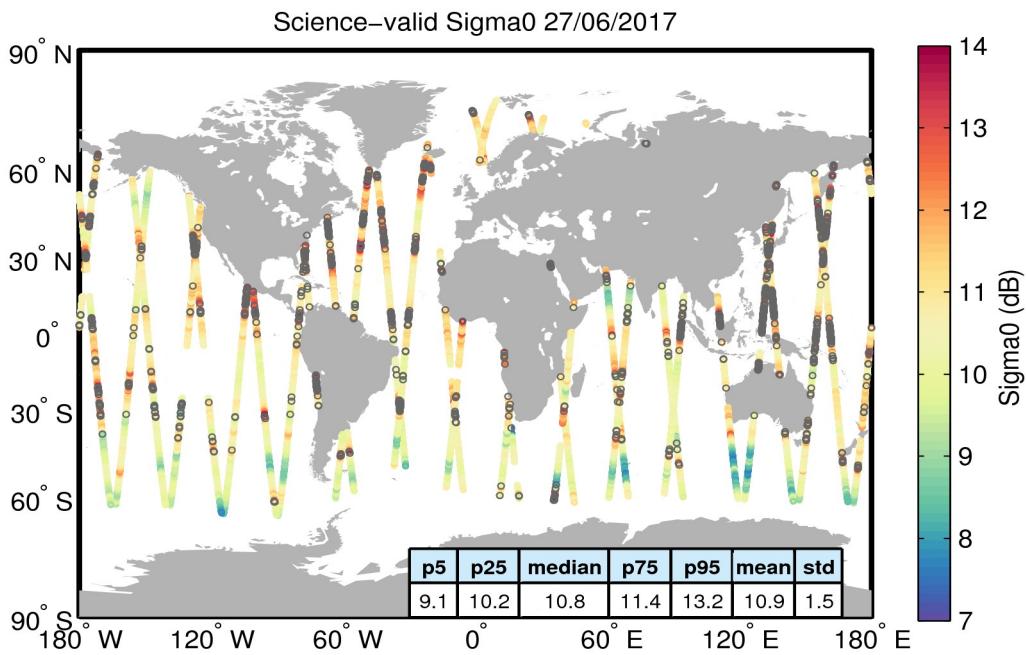 Science−valid Sigma0 27/06/2017
90° N
60° N
30° N
0°
30° S
60° S
90° S
180° W
120° W
60° W
0°
60° E
120° E
180° E
14
13
12
11
10
9
8
7
Sigma0 (dB)
p5 p25 median p75 p95 mean std
9.1 10.2 10.8 11.4 13.2 10.9 1.5